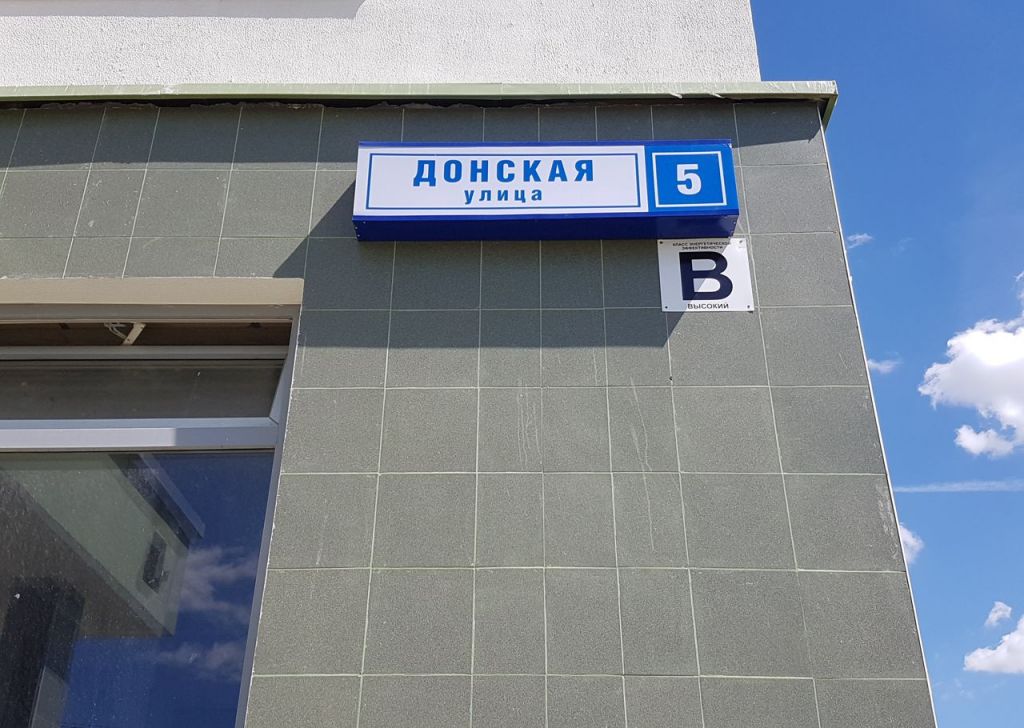 ДОНСКАЯ
улица
5
КЛАСС ЭНЕРГЕТИЧЕСКОЙ
ЭФФЕКТИВНОСТИ
В
ВЫСОКИЙ